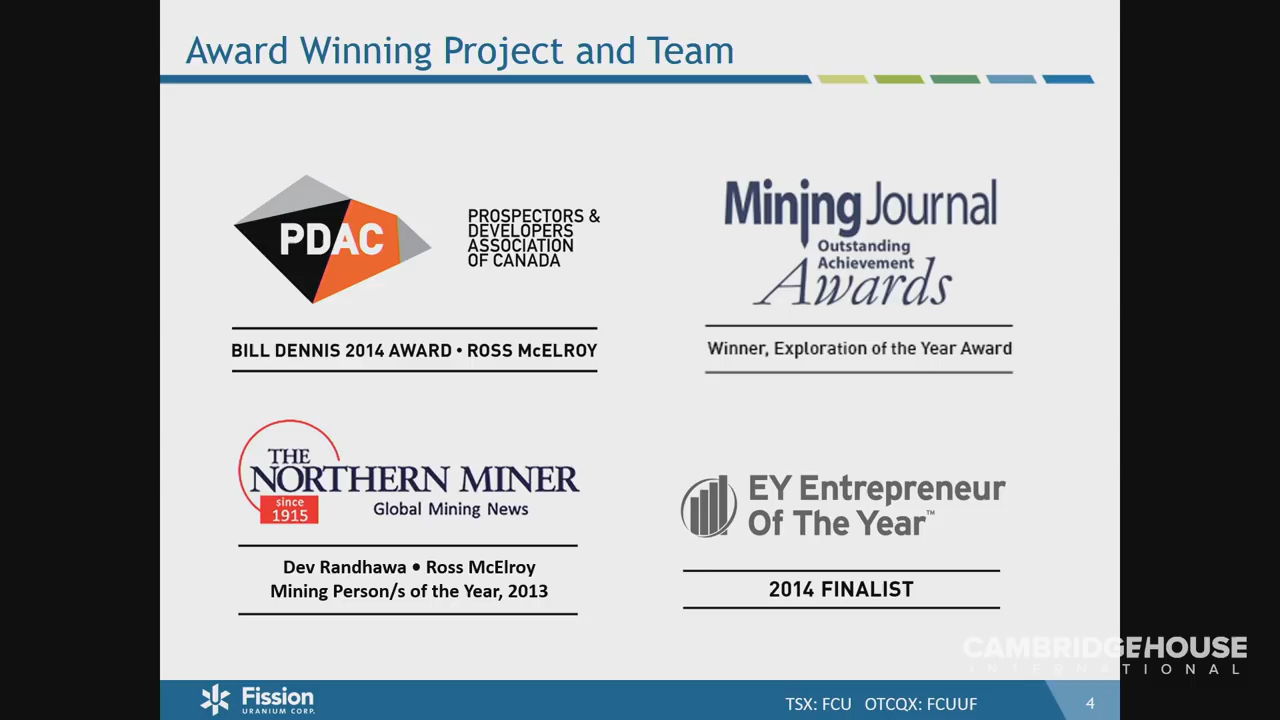 Award Winning Project and Team
PDAC
PROSPECTORS &
DEVELOPERS
ASSOCIATION
OF CANADA
BILL DENNIS 2014 AWARD • ROSS McELROY
Mining Journal
Outstanding
Achievement
Awards
Winner, Exploration of the Year Award
THE
NORTHERN MINER
since
1915
Global Mining News
Dev Randhawa • Ross McElroy
Mining Person/s of the Year, 2013
EY Entrepreneur
Of The Year™
2014 FINALIST
CAMBRIDGEHOUSE
INTERNATIONAL
Fission
URANIUM CORP.
TSX: FCU OTCQX: FCUUF
4